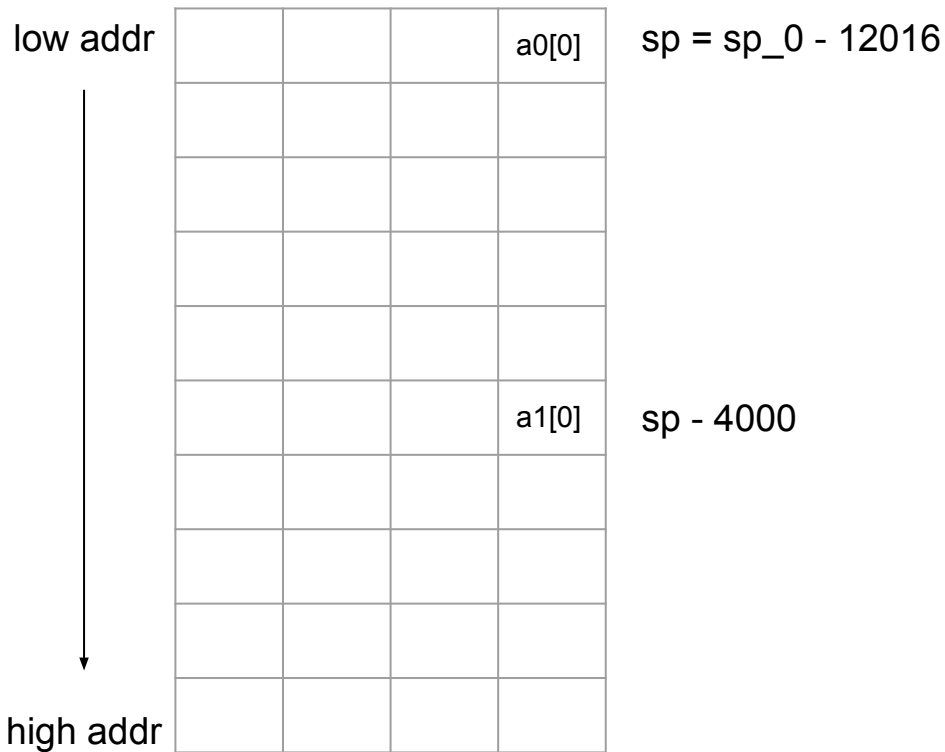 low addr
a0[0]
sp = sp_0 - 12016
a1[0]
sp - 4000
high addr